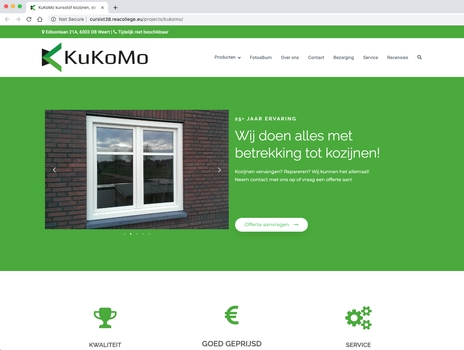 KuKoMo kunststof kozijnen, s
Not Secure | cursist38.reacollege.eu/projects/kukomo/
Edisonlaan 21A, 6003 DB Weert | Tijdelijk niet beschikbaar
KuKoMo
Producten Fotoalbum Over ons Contact Bezorging Service Recensies
25+ JAAR ERVARING
Wij doen alles met
betrekking tot kozijnen!
Kozijnen vervangen? Repareren? Wij kunnen het allemaal!
Neem contact met ons op of vraag een offerte aan!
Offerte aanvragen
KWALITEIT GOED GEPRIJSD SERVICE